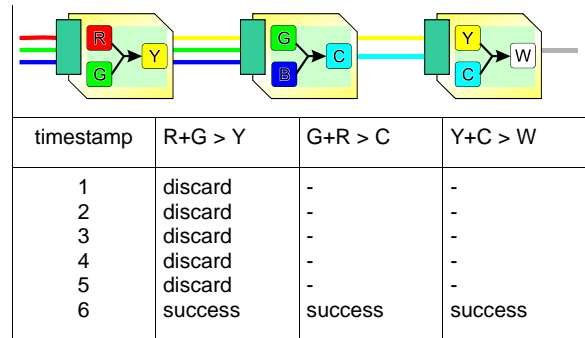 R G Y G B C Y C W
timestamp R+G > Y G+R > C Y+C > W
1 discard - -
2 discard - -
3 discard - -
4 discard - -
5 discard - -
6 success success success